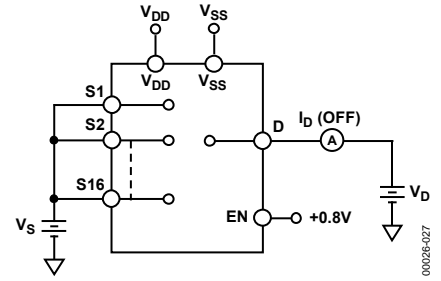 VDD VSS
VDD VSS
S1
S2
D ID (OFF)
A
S16
VS
EN +0.8V
VD
00026-027